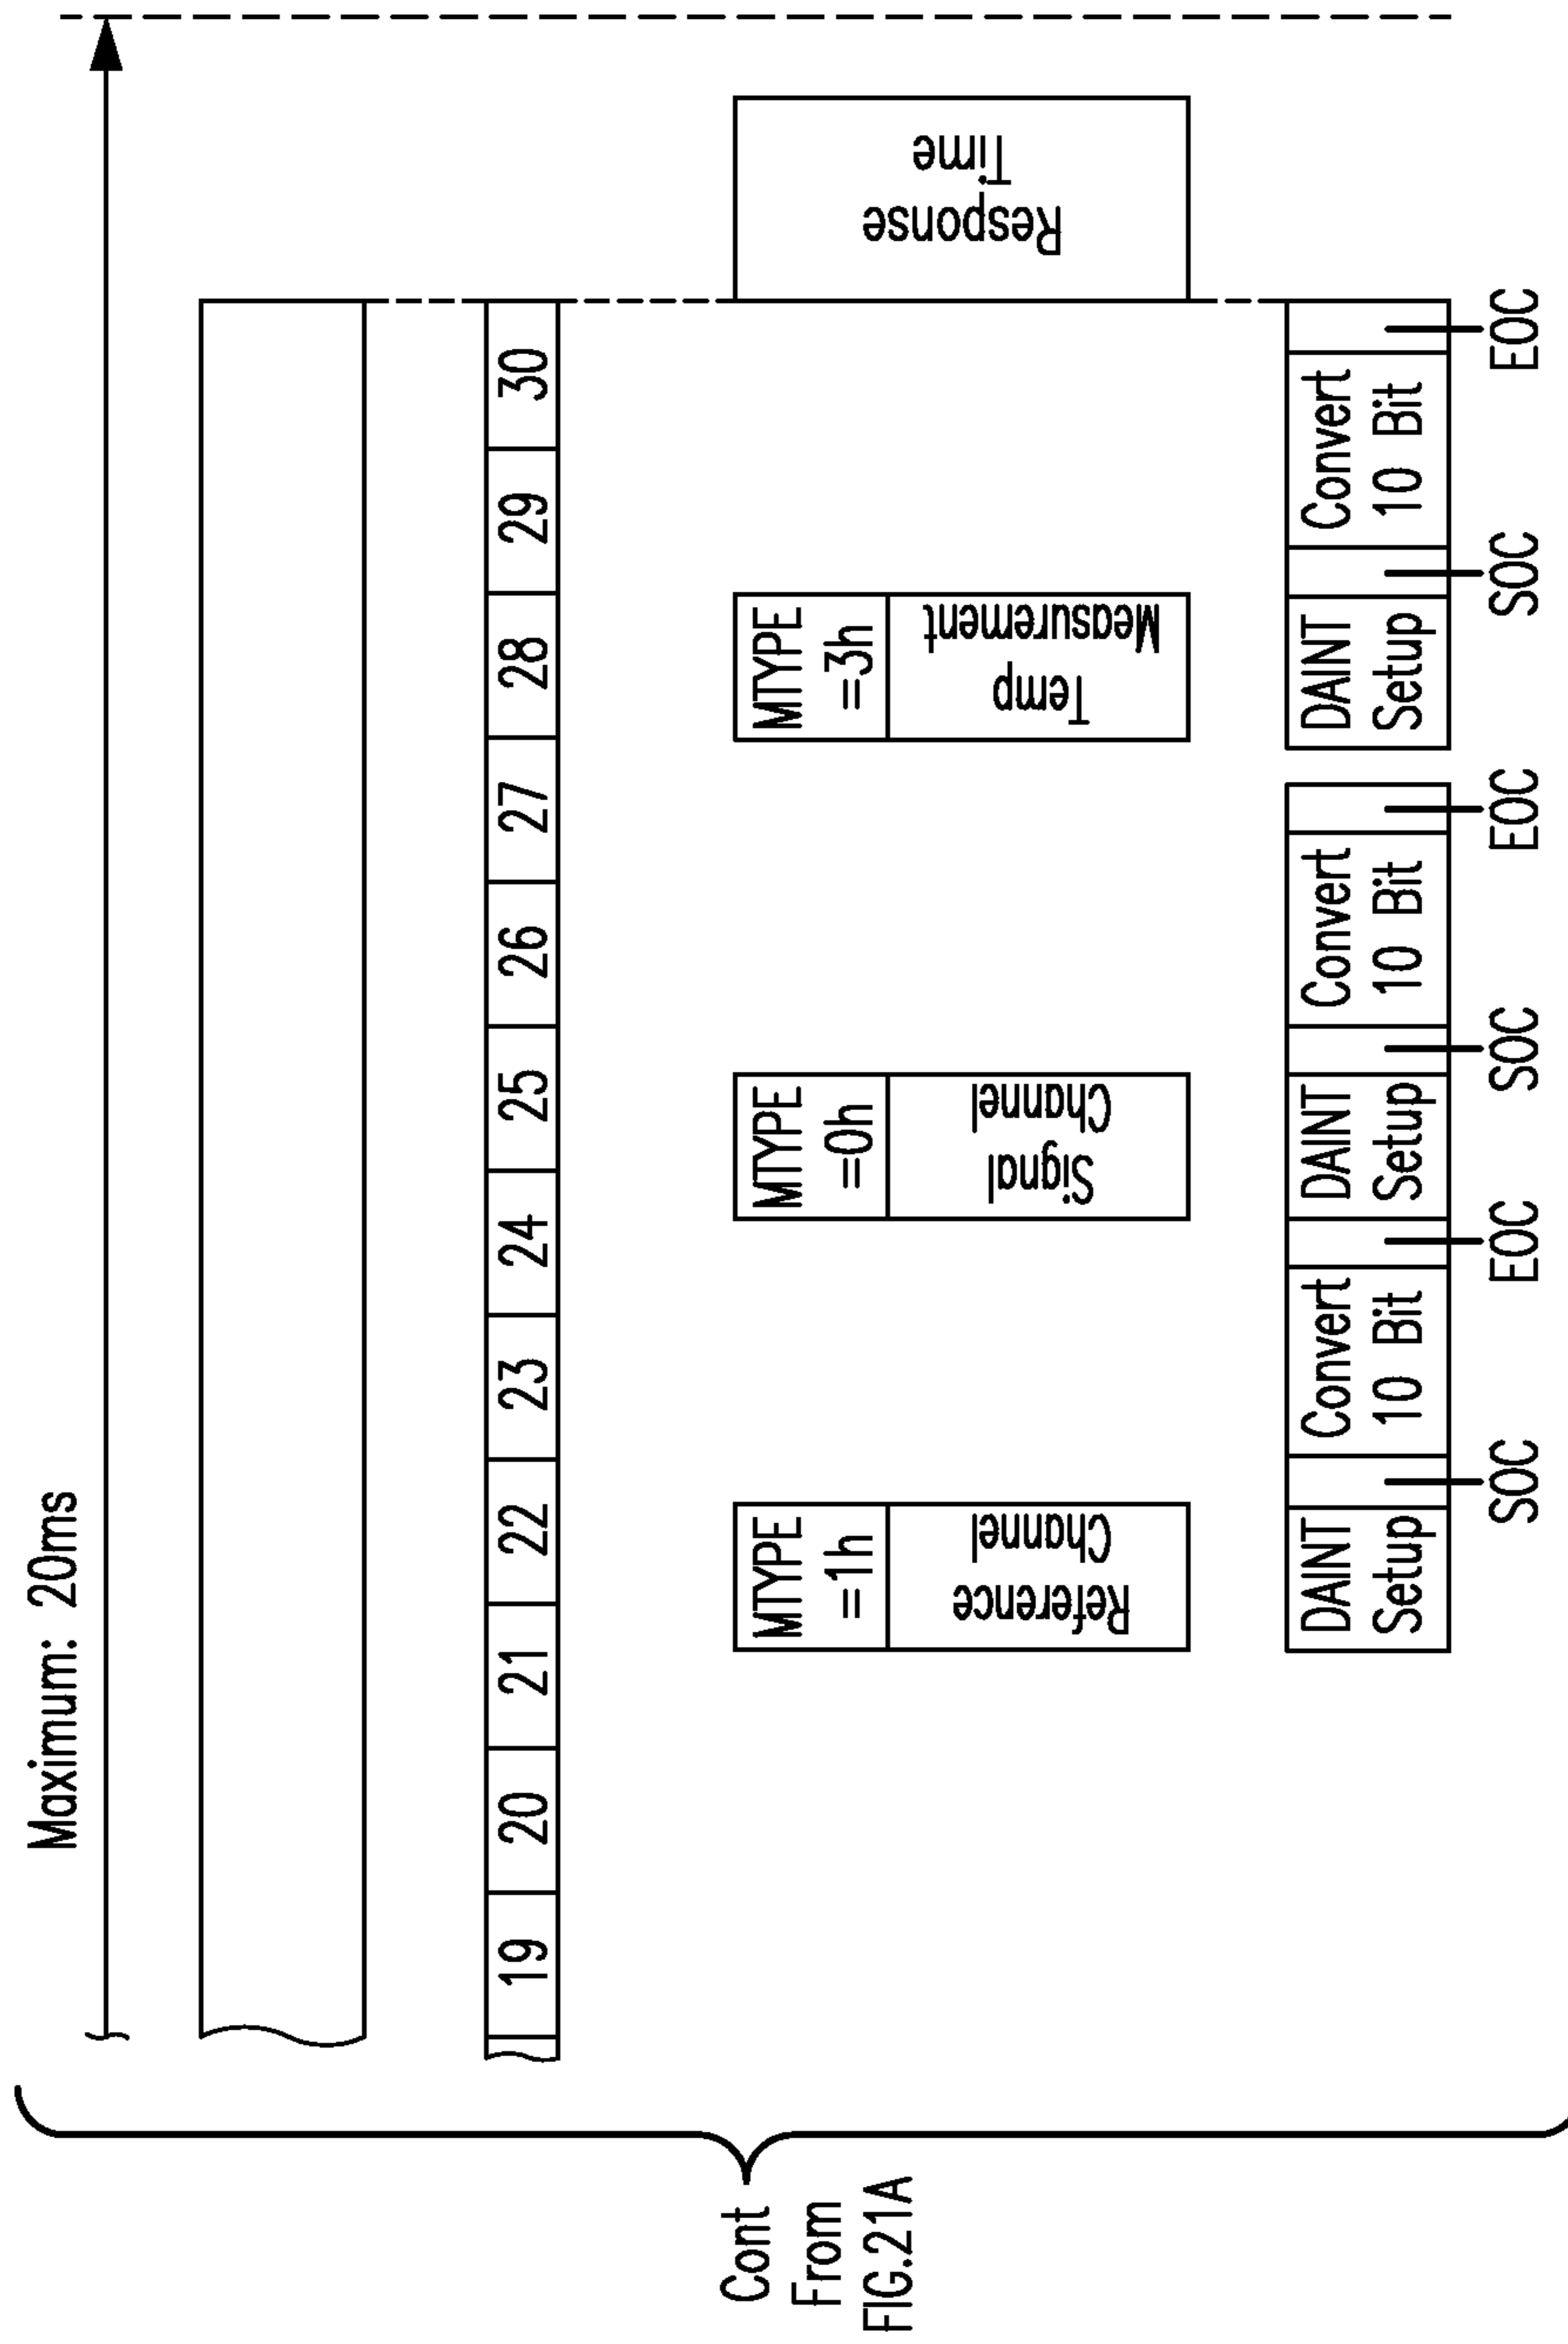 Maximum: 20ms
19 20 21 22 23 24 25 26 27 28 29 30
Cont
From
FIG.21A
MTYPE
=1h
Reference
Channel
MTYPE
=0h
Signal
Channel
MTYPE
=3h
Temp
Measurement
Response
Time
DAINT
Setup
Convert
10 Bit
DAINT
Setup
Convert
10 Bit
DAINT
Setup
Convert
10 Bit
SOC EOC SOC EOC SOC EOC